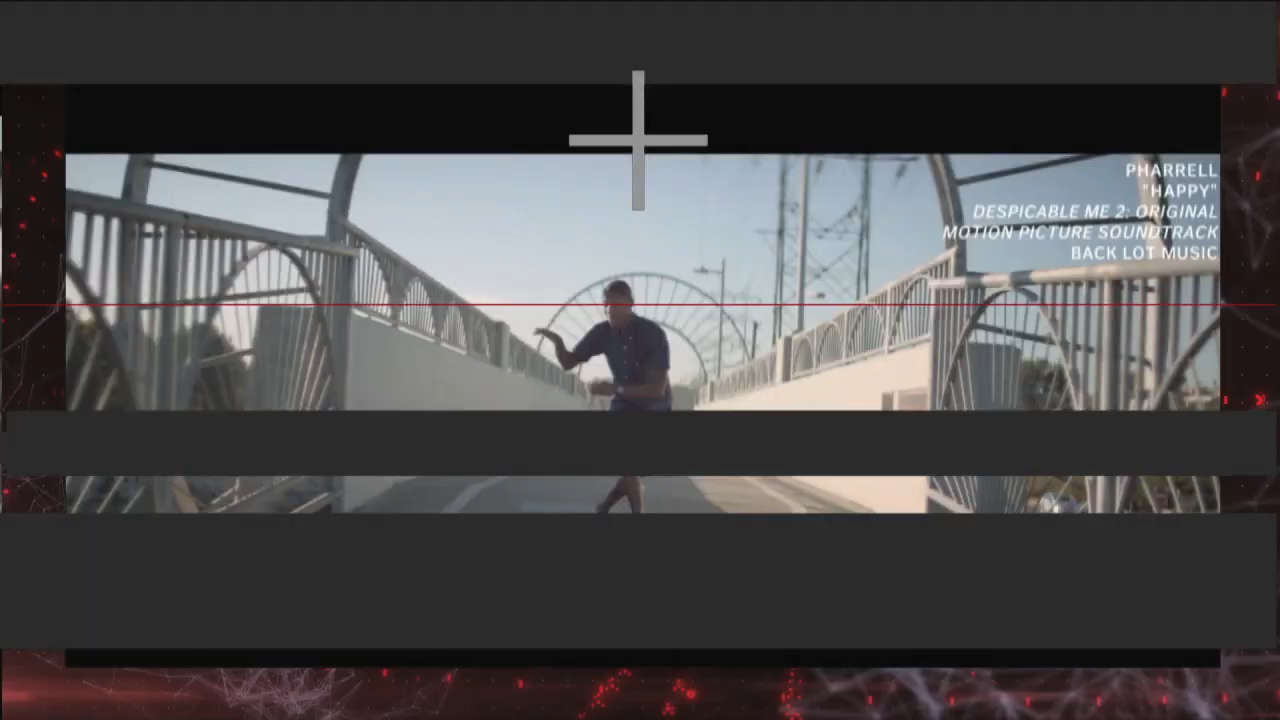 PHARRELL
"HAPPY"
DESPICABLE ME 2: ORIGINAL
MOTION PICTURE SOUNDTRACK
BACK LOT MUSIC